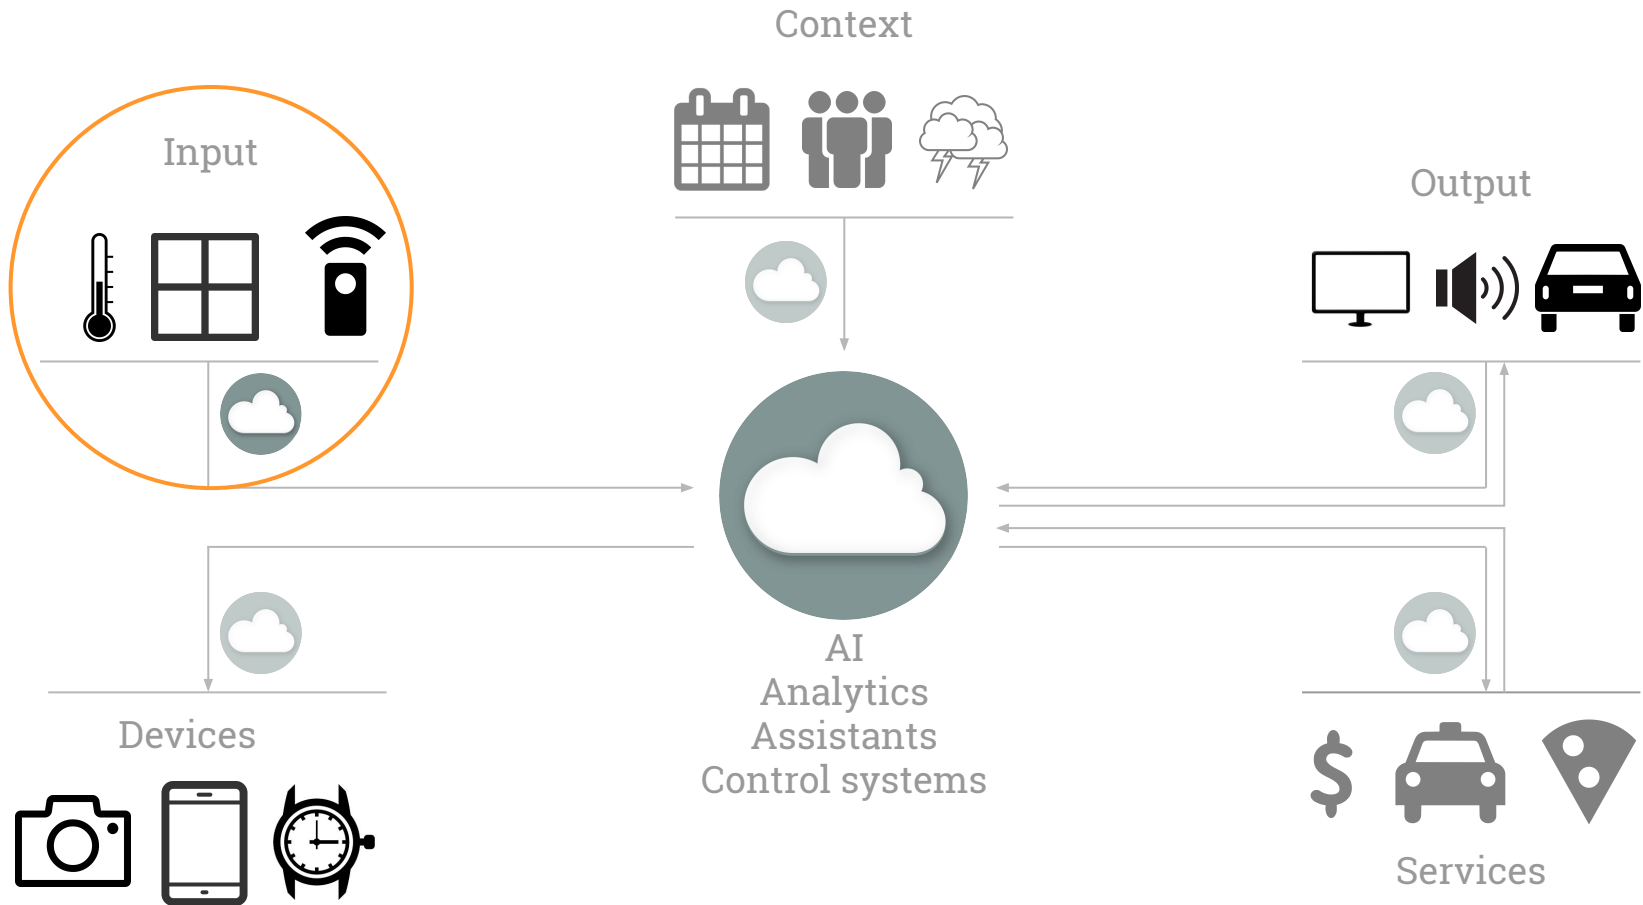 Context
Input
Output
AI
Analytics
Assistants
Control systems
Devices
$
Services